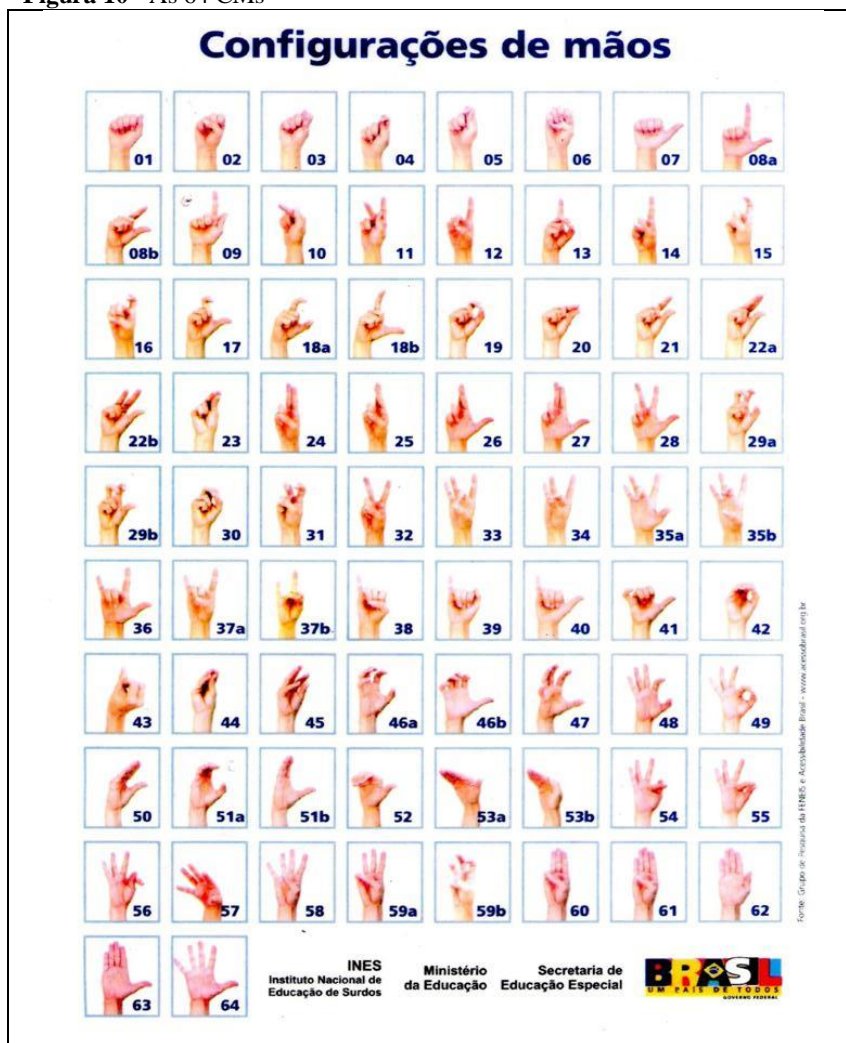 Configurações de mãos
01 02 03 04 05 06 07 08a
08b 09 10 11 12 13 14 15
16 17 18a 18b 19 20 21 22a
22b 23 24 25 26 27 28 29a
29b 30 31 32 33 34 35a 35b
36 37a 37b 38 39 40 41 42
43 44 45 46a 46b 47 48 49
50 51a 51b 52 53a 53b 54 55
56 57 58 59a 59b 60 61 62
63 64
Fonte: Grupo de Pesquisa da FENEIS e Acessibilidade Brasil - www.acessobrasil.org.br
INES
Instituto Nacional de
Educação de Surdos
Ministério
da Educação
Secretaria de
Educação Especial
BRASIL
UM PAÍS DE TODOS
GOVERNO FEDERAL